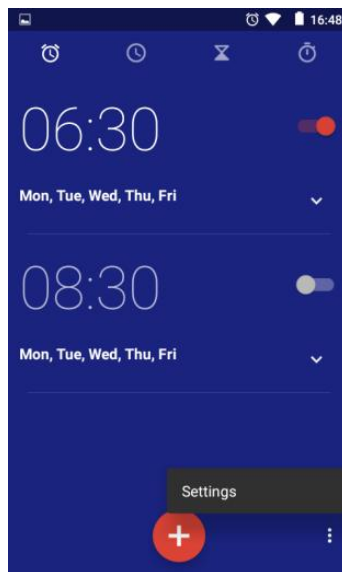 16:48
06:30
Mon, Tue, Wed, Thu, Fri
08:30
Mon, Tue, Wed, Thu, Fri
Settings